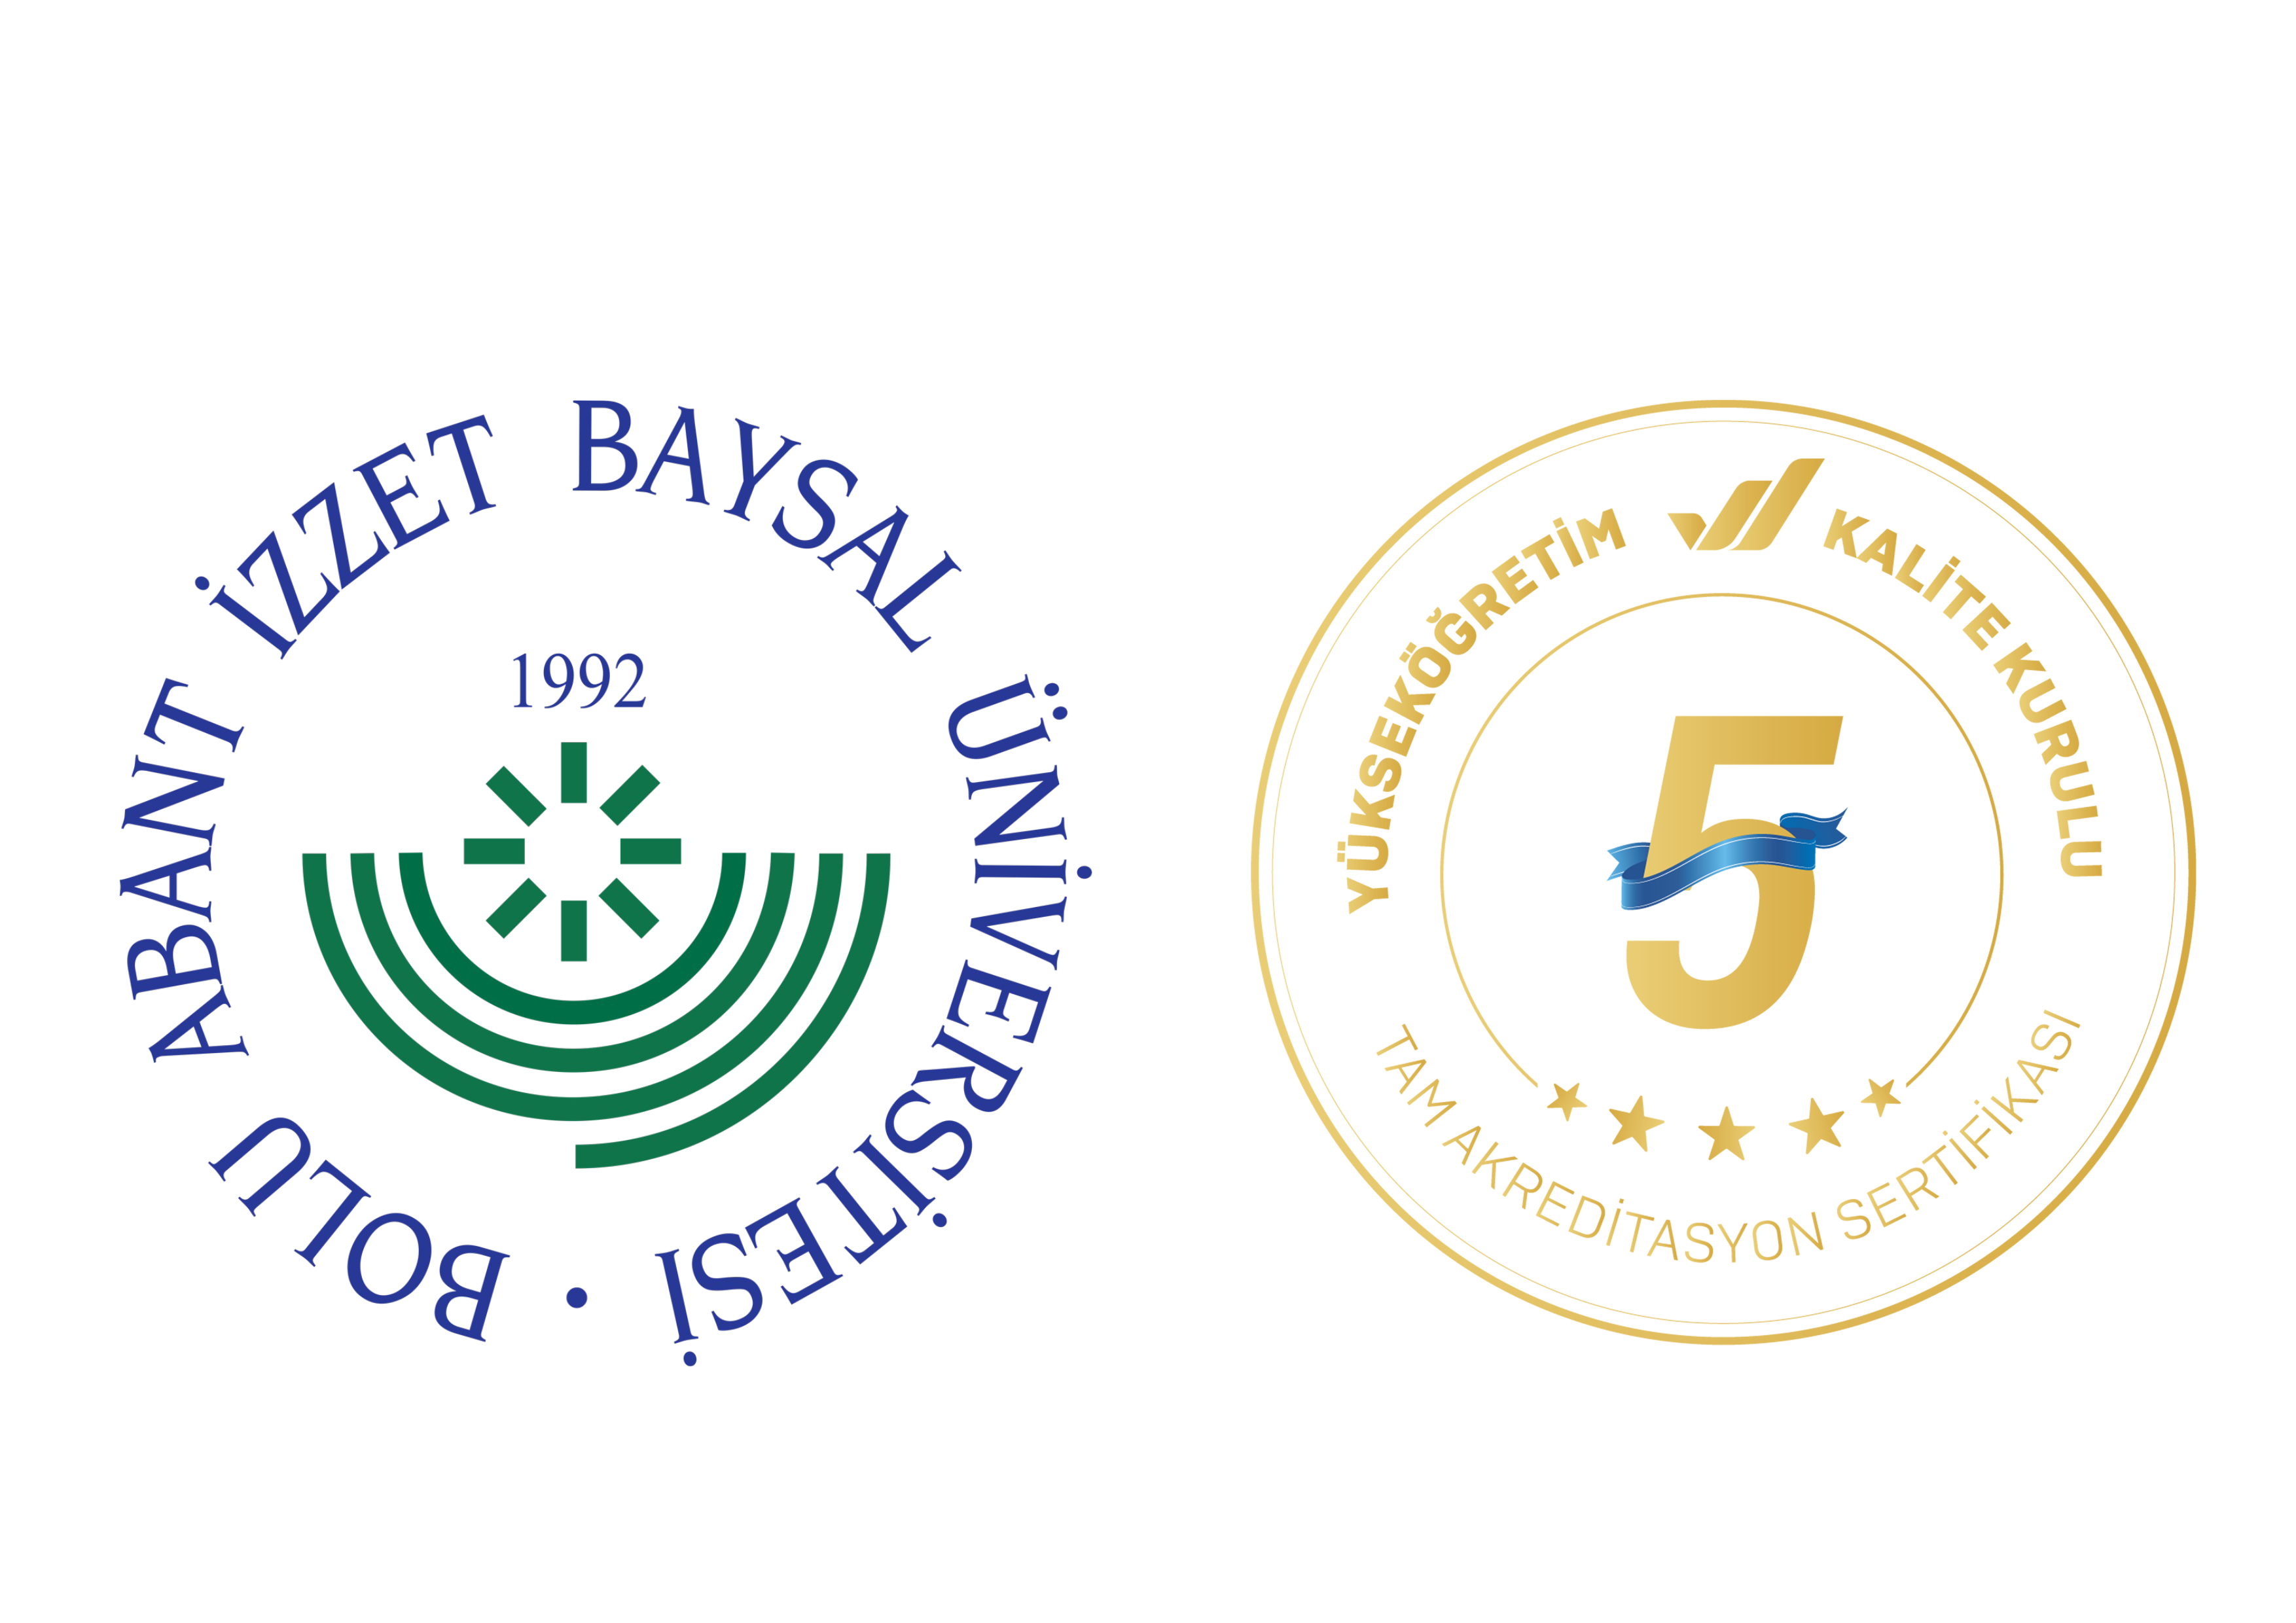 ABANT İZZET BAYSAL ÜNİVERSİTESİ • BOLU
1992
YÜKSEKÖĞRETİM KALİTE KURULU
5
TAM AKREDİTASYON SERTİFİKASI